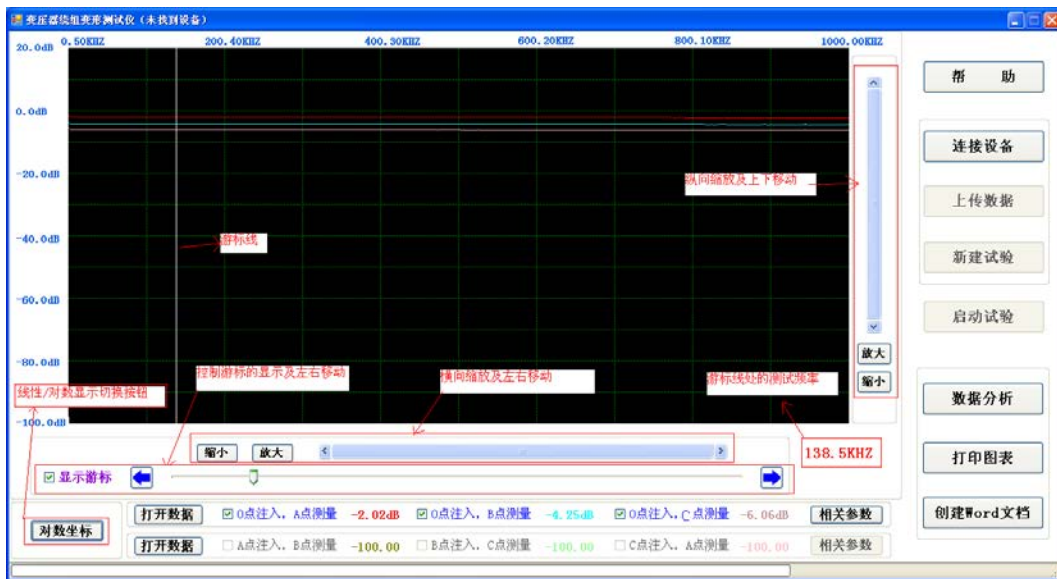 变压器绕组变形测试仪（未找到设备）
0.50KHZ 200.40KHZ 400.30KHZ 600.20KHZ 800.10KHZ 1000.00KHZ
20.0dB
0.0dB
-20.0dB
-40.0dB
-60.0dB
-80.0dB
-100.0dB
纵向缩放及上下移动
游标线
控制游标的显示及左右移动
横向缩放及左右移动
游标线处的测试频率
线性/对数显示切换按钮
放大
缩小
缩小 放大
138.5KHZ
显示游标
对数坐标
打开数据 O点注入，A点测量 -2.02dB O点注入，B点测量 -4.25dB O点注入，C点测量 -6.06dB 相关参数
打开数据 A点注入，B点测量 -100.00 B点注入，C点测量 -100.00 C点注入，A点测量 -100.00 相关参数
帮 助
连接设备
上传数据
新建试验
启动试验
数据分析
打印图表
创建Word文档